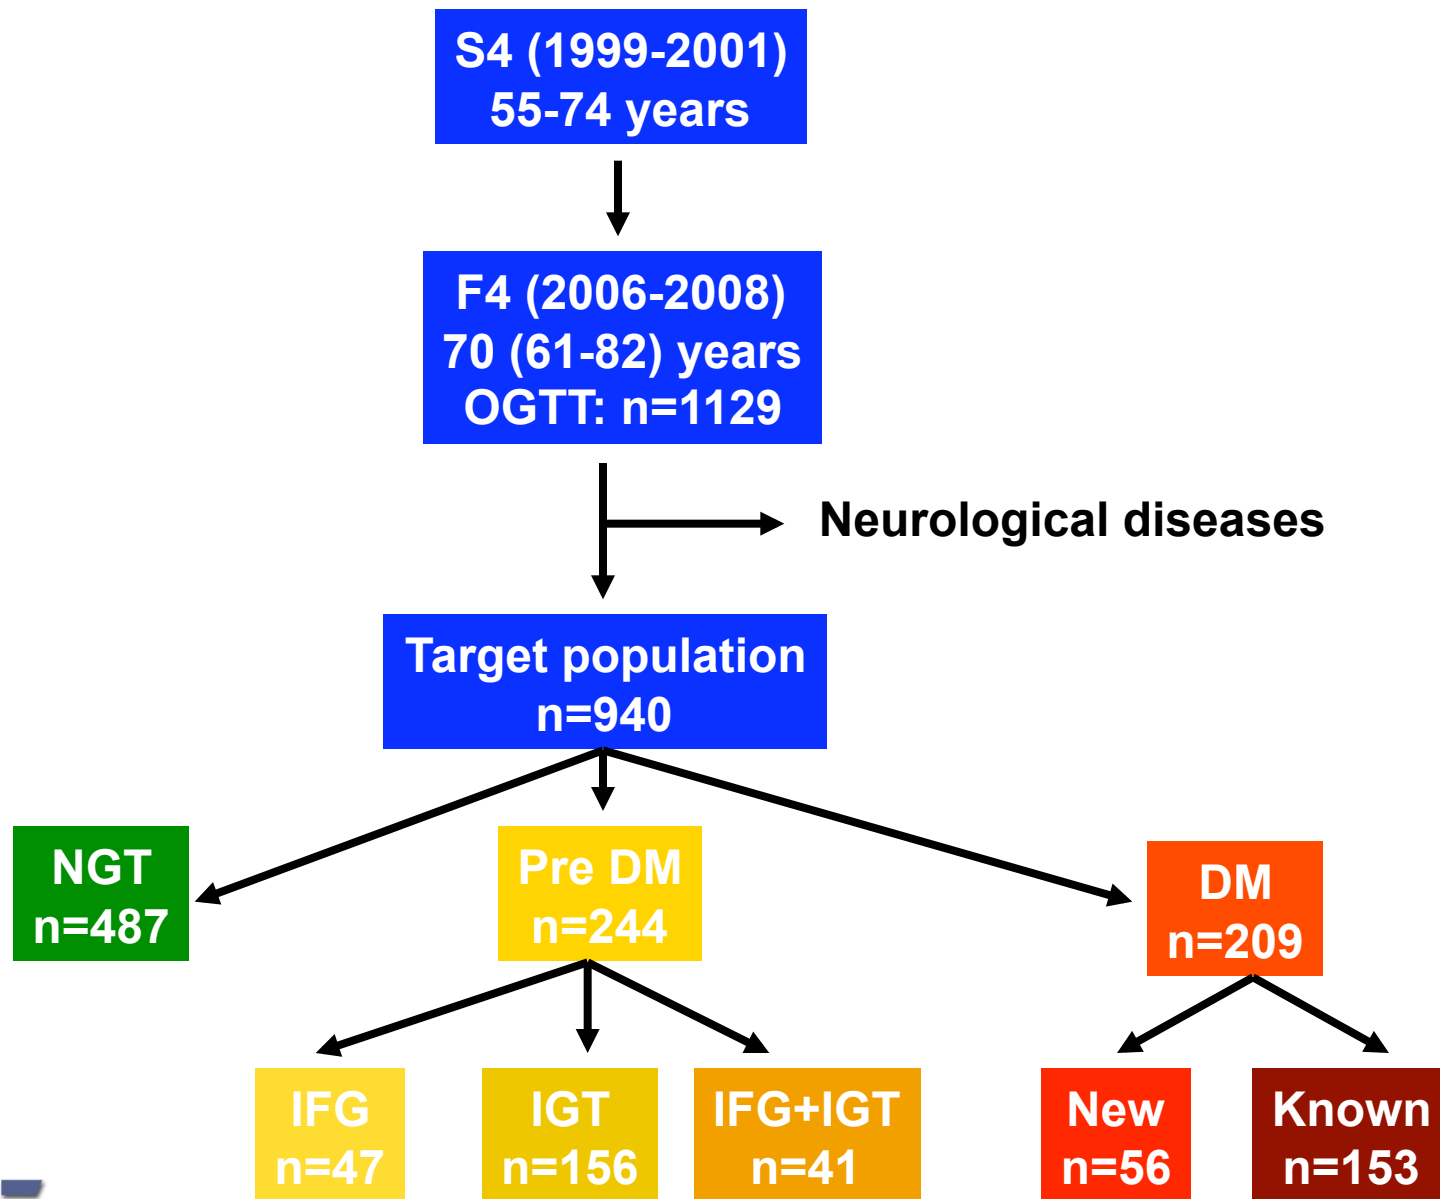 S4 (1999-2001)
55-74 years
F4 (2006-2008)
70 (61-82) years
OGTT: n=1129
Neurological diseases
Target population
n=940
NGT
n=487
Pre DM
n=244
DM
n=209
IFG
n=47
IGT
n=156
IFG+IGT
n=41
New
n=56
Known
n=153